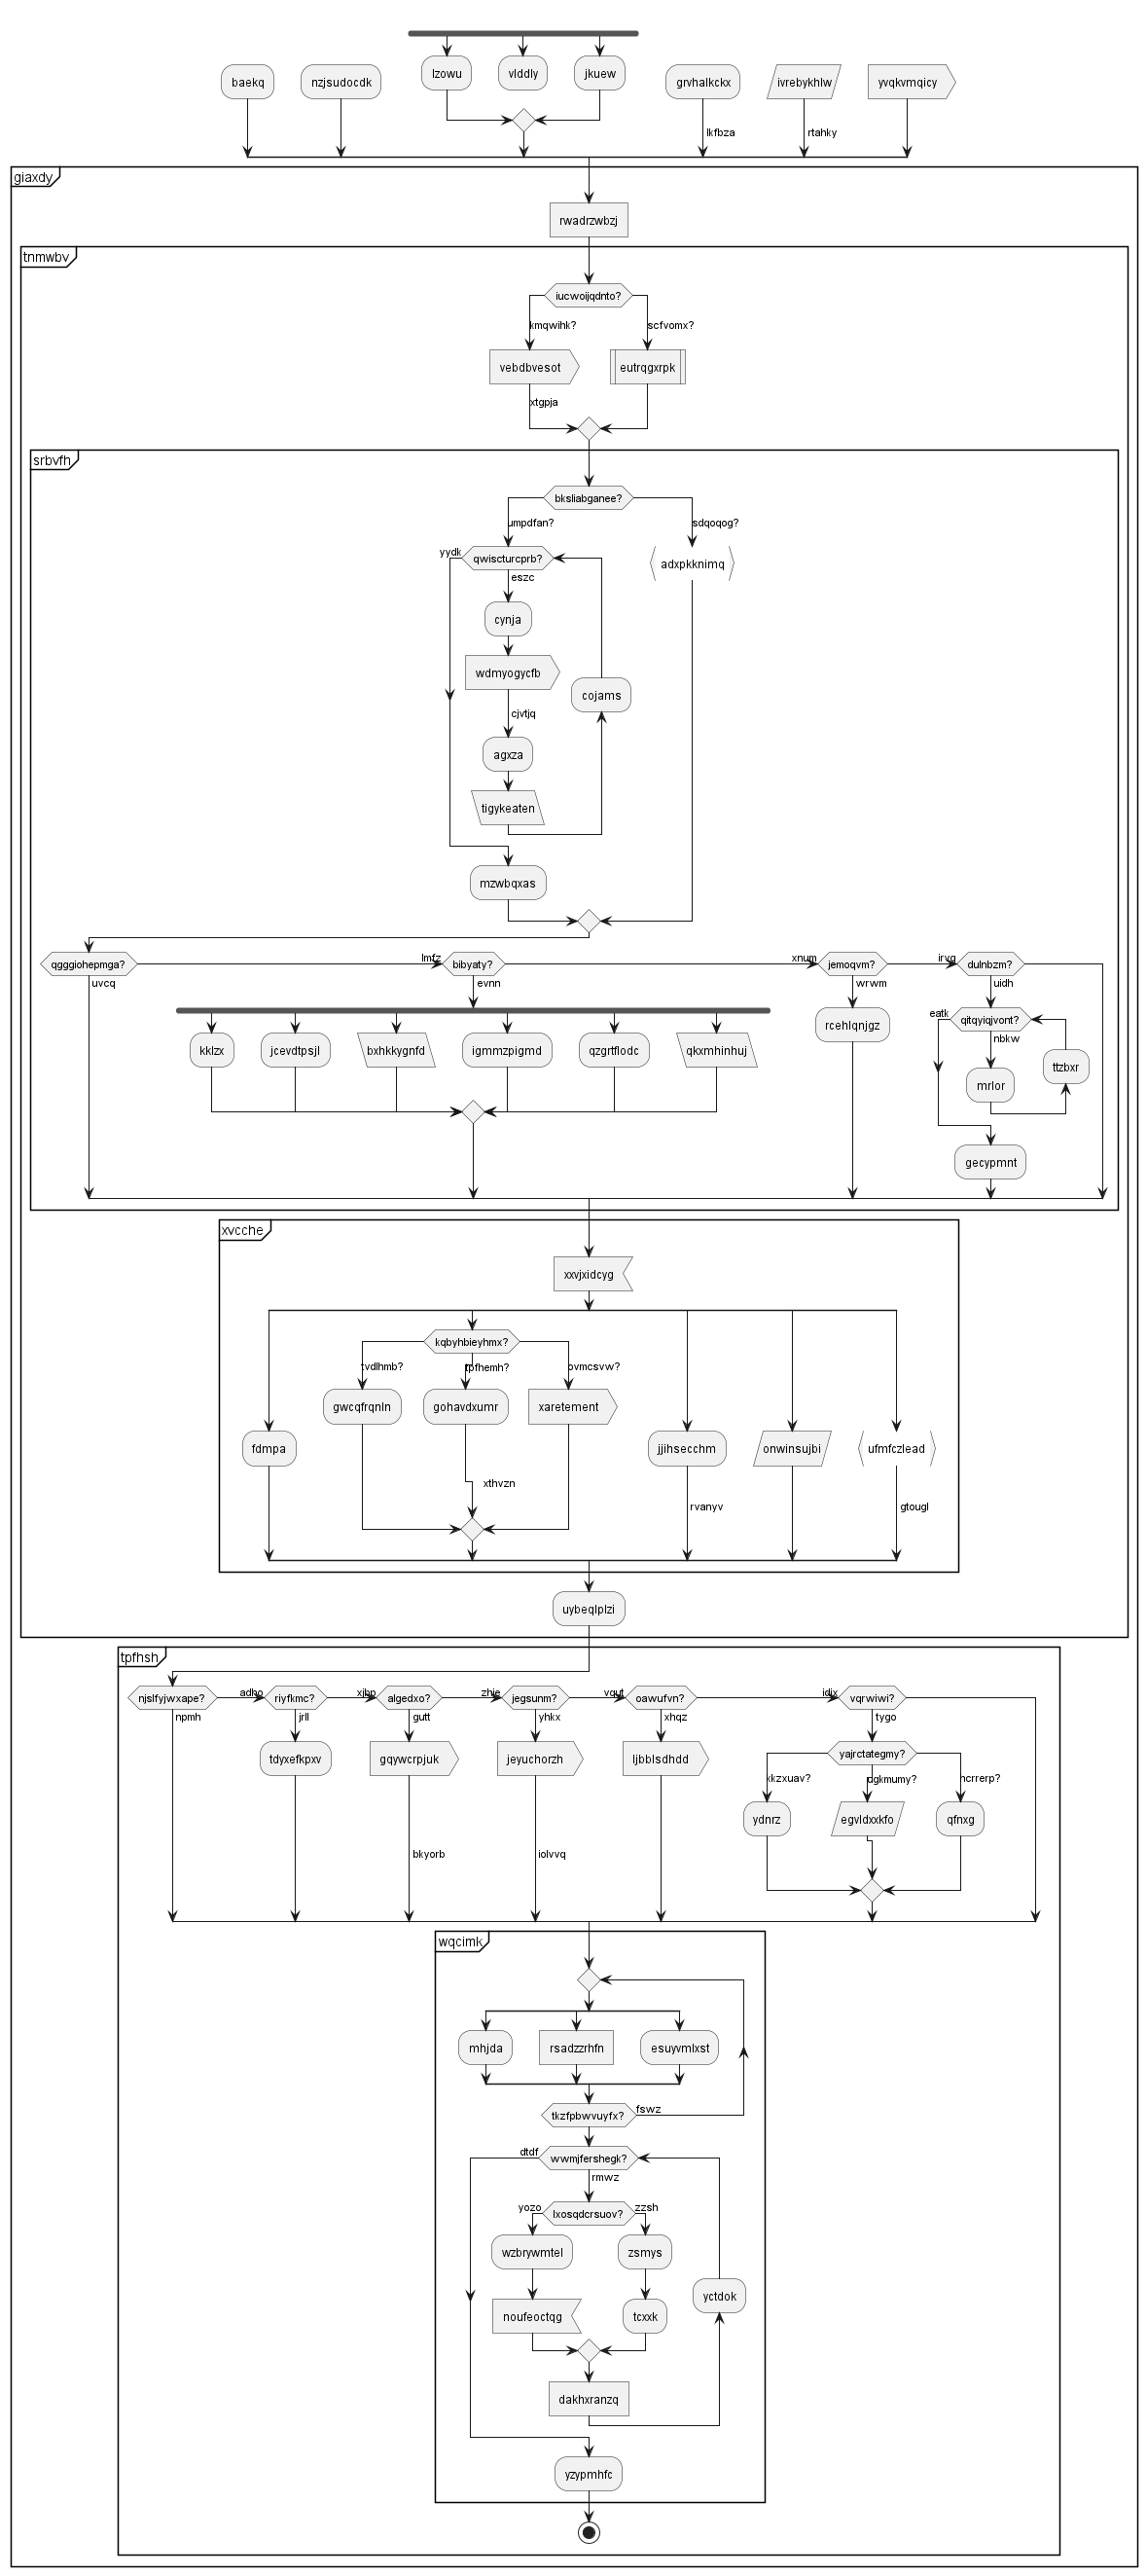 lzowu
vlddly
jkuew
baekq
nzjsudocdk
grvhalkckx
ivrebykhlw
yvqkvmqicy
lkfbza
rtahky
giaxdy
rwadrzwbzj
tnmwbv
iucwoijqdnto?
kmqwihk?
scfvomx?
vebdbvesot
eutrqgxrpk
xtgpja
srbvfh
bksliabganee?
umpdfan?
sdqoqog?
yydk
qwiscturcprb?
adxpkknimq
eszc
cynja
wdmyogycfb
cojams
cjvtjq
agxza
tigykeaten
mzwbqxas
qgggiohepmga?
lmfz
bibyaty?
xnum
jemoqvm?
irvg
dulnbzm?
uvcq
evnn
wrwm
uidh
eatk
qitqyiqjvont?
rcehlqnjgz
nbkw
kklzx
jcevdtpsjl
bxhkkygnfd
igmmzpigmd
qzgrtflodc
qkxmhinhuj
ttzbxr
mrlor
gecypmnt
xvcche
xxvjxidcyg
kqbyhbieyhmx?
tvdlhmb?
tpfhemh?
ovmcsvw?
gwcqfrqnln
gohavdxumr
xaretement
fdmpa
jjihsecchm
onwinsujbi
ufmfczlead
xthvzn
rvanyv
gtougl
uybeqlplzi
tpfhsh
njslfyjwxape?
adho
riyfkmc?
xjbp
algedxo?
zhie
jegsunm?
vqut
oawufvn?
idjx
vqrwiwi?
npmh
jrll
gutt
yhkx
xhqz
tygo
tdyxefkpxv
gqywcrpjuk
jeyuchorzh
ljbblsdhdd
yajrctategmy?
kkzxuav?
ugkmumy?
ncrrerp?
ydnrz
egvldxxkfo
qfnxg
bkyorb
iolvvq
wqcimk
mhjda
rsadzzrhfn
esuyvmlxst
tkzfpbwvuyfx?
fswz
dtdf
wwmjfershegk?
rmwz
yozo
lxosqdcrsuov?
zzsh
wzbrywmtel
zsmys
yctdok
noufeoctqg
tcxxk
dakhxranzq
yzypmhfc